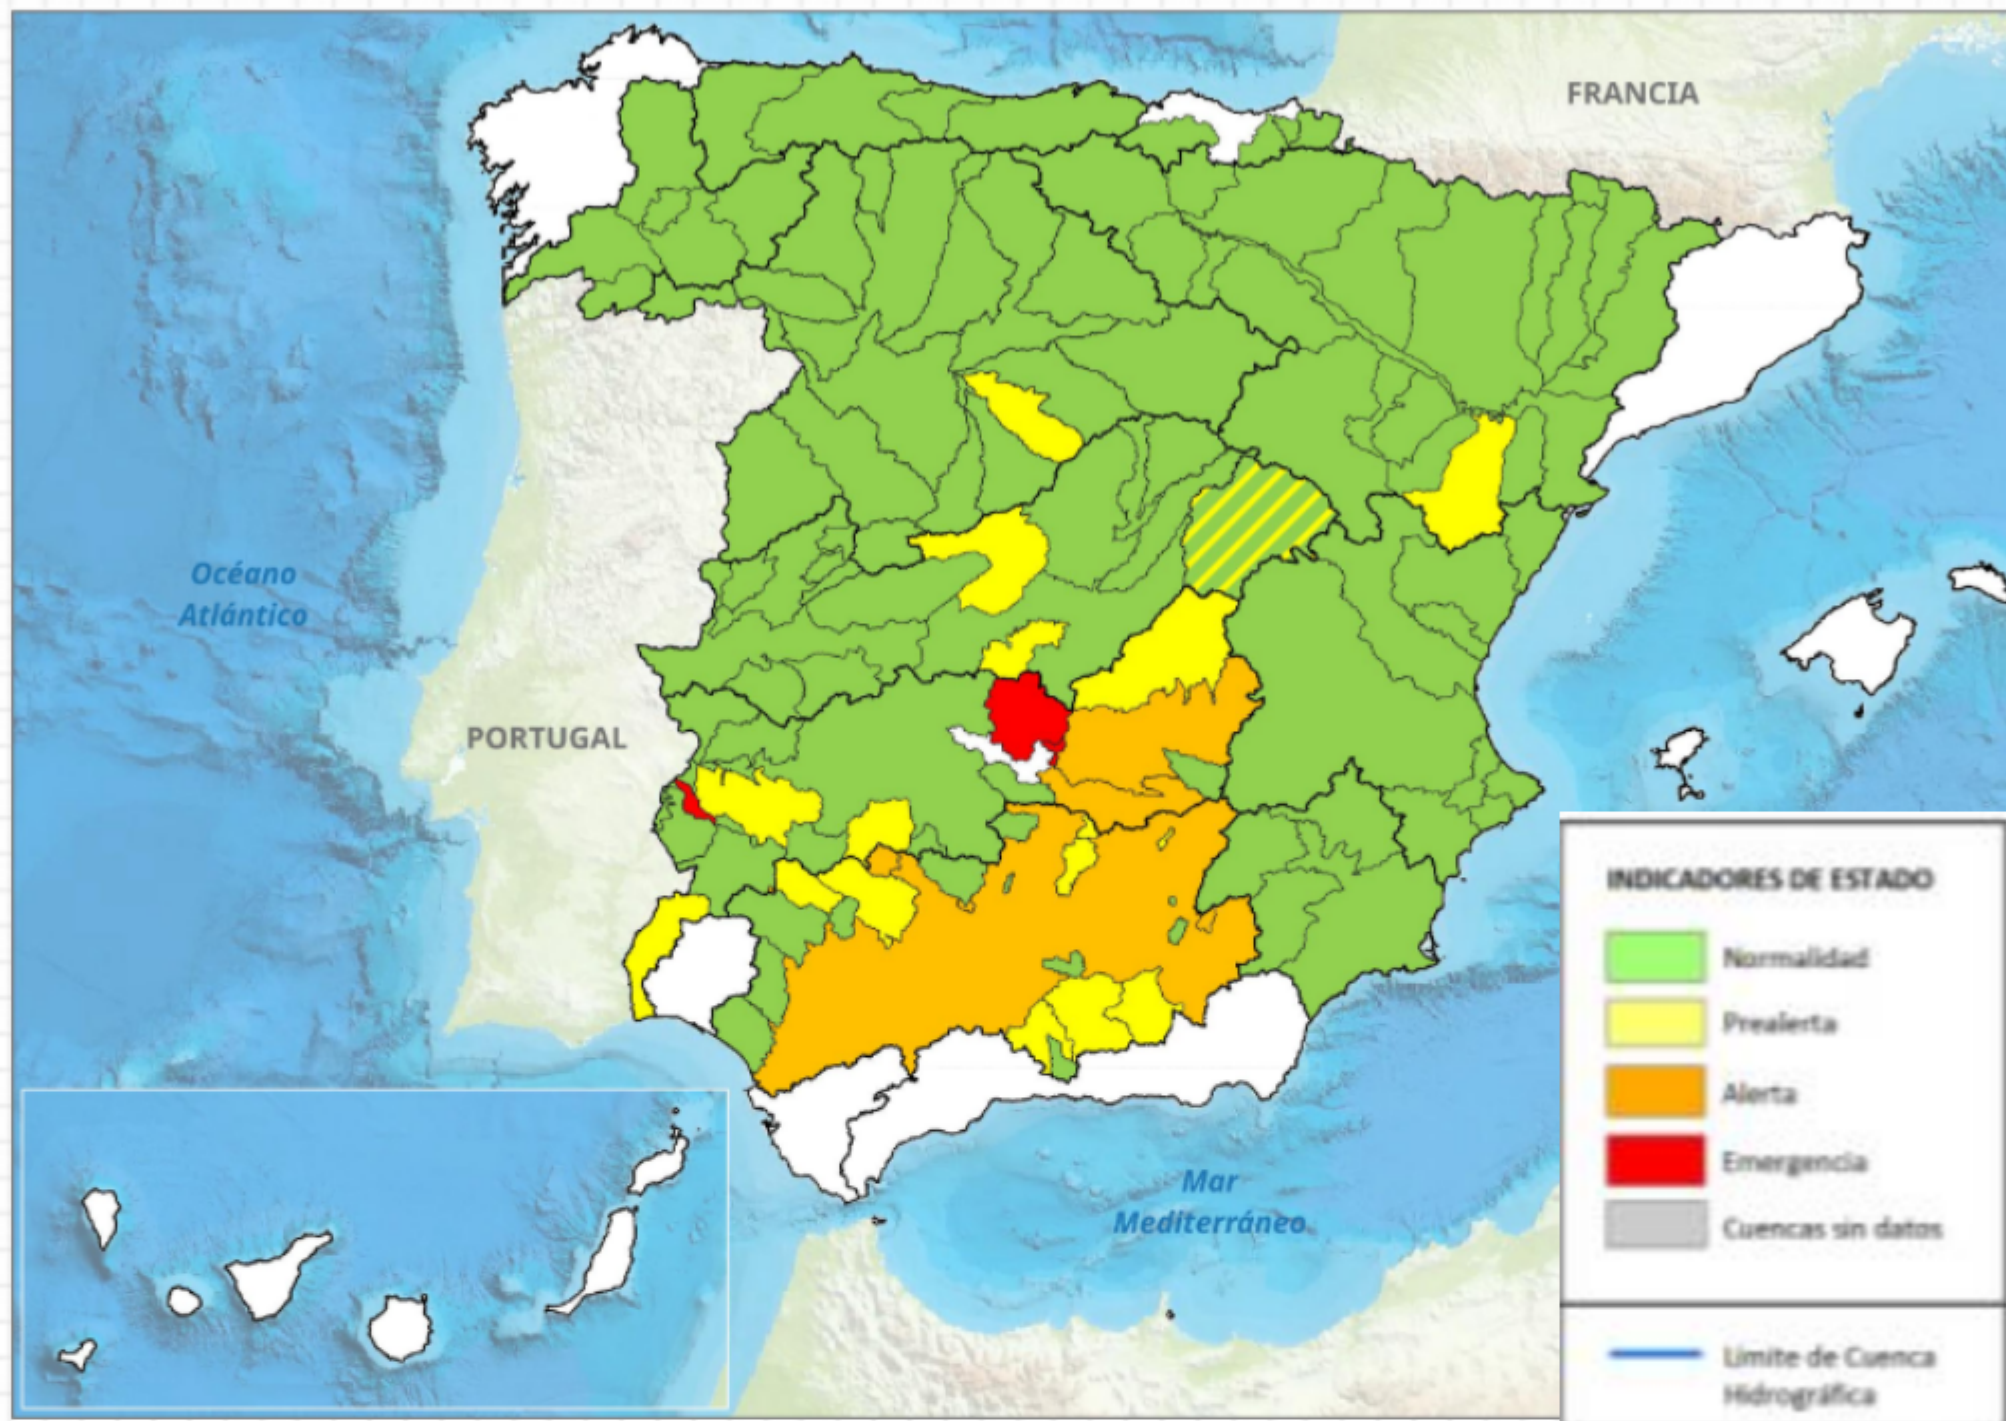 FRANCIA
Océano
Atlántico
PORTUGAL
Mar
Mediterráneo
INDICADORES DE ESTADO
Normalidad
Prealerta
Alerta
Emergencia
Cuencas sin datos
Límite de Cuenca
Hidrográfica